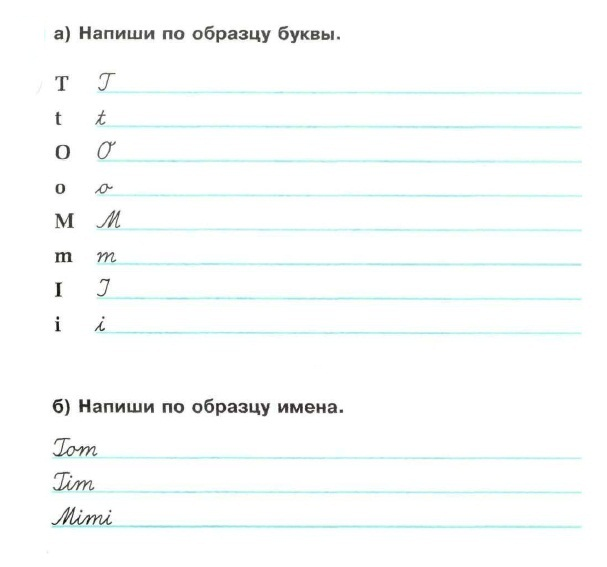 а) Напиши по образцу буквы.
T T
t t
O O
o o
M M
m m
I I
i i
б) Напиши по образцу имена.
Tom
Tim
Mimi